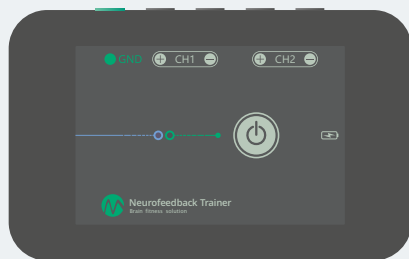 GND CH1 CH2
Neurofeedback Trainer
Brain fitness solution